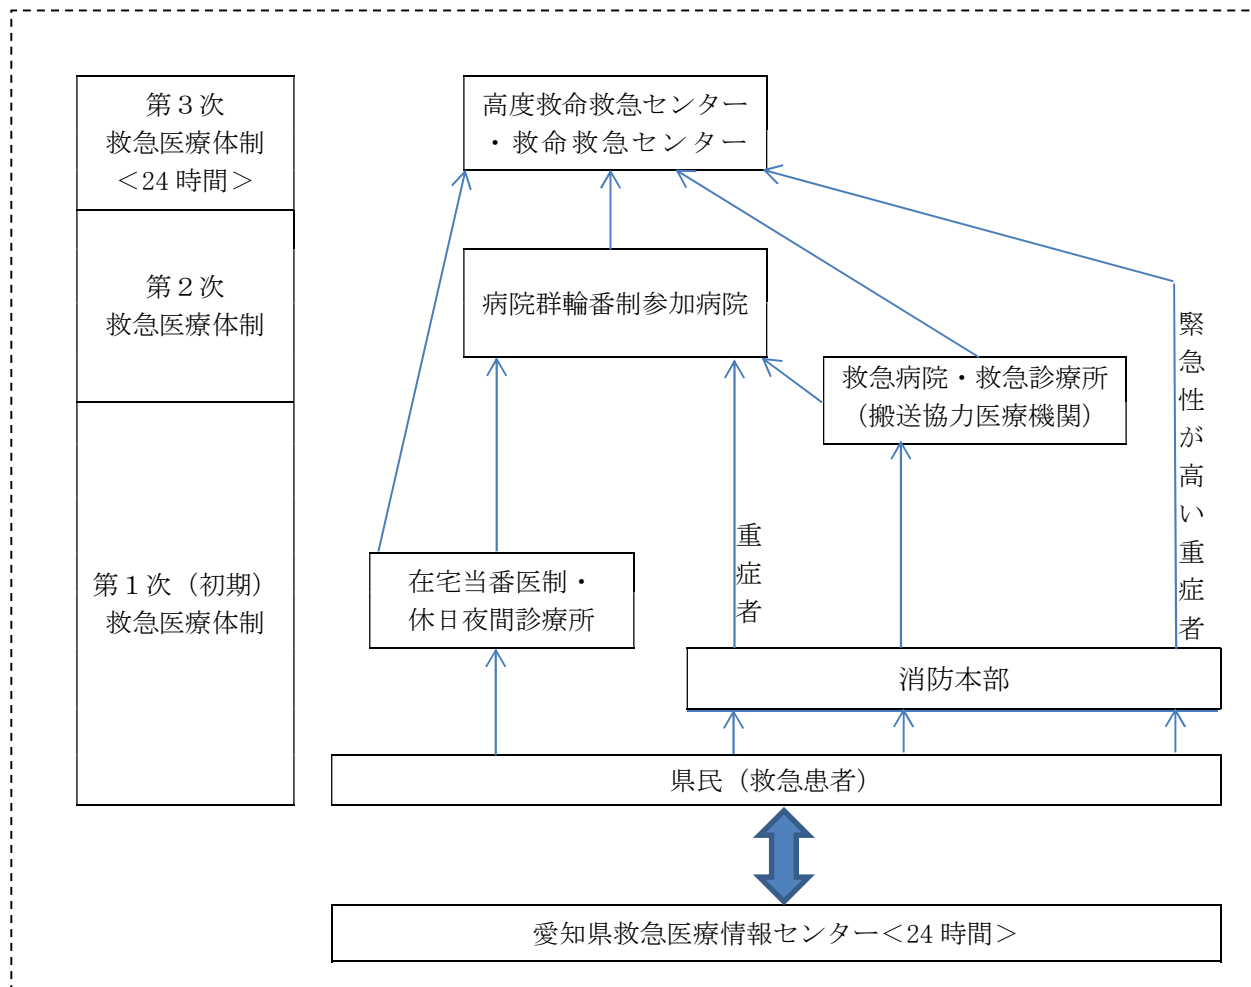 第３次
救急医療体制
＜24 時間＞
第２次
救急医療体制
第１次（初期）
救急医療体制
高度救命救急センター
・救命救急センター
病院群輪番制参加病院
救急病院・救急診療所
（搬送協力医療機関）
緊急性が高い重症者
重症者
在宅当番医制・
休日夜間診療所
消防本部
県民（救急患者）
愛知県救急医療情報センター＜24 時間＞